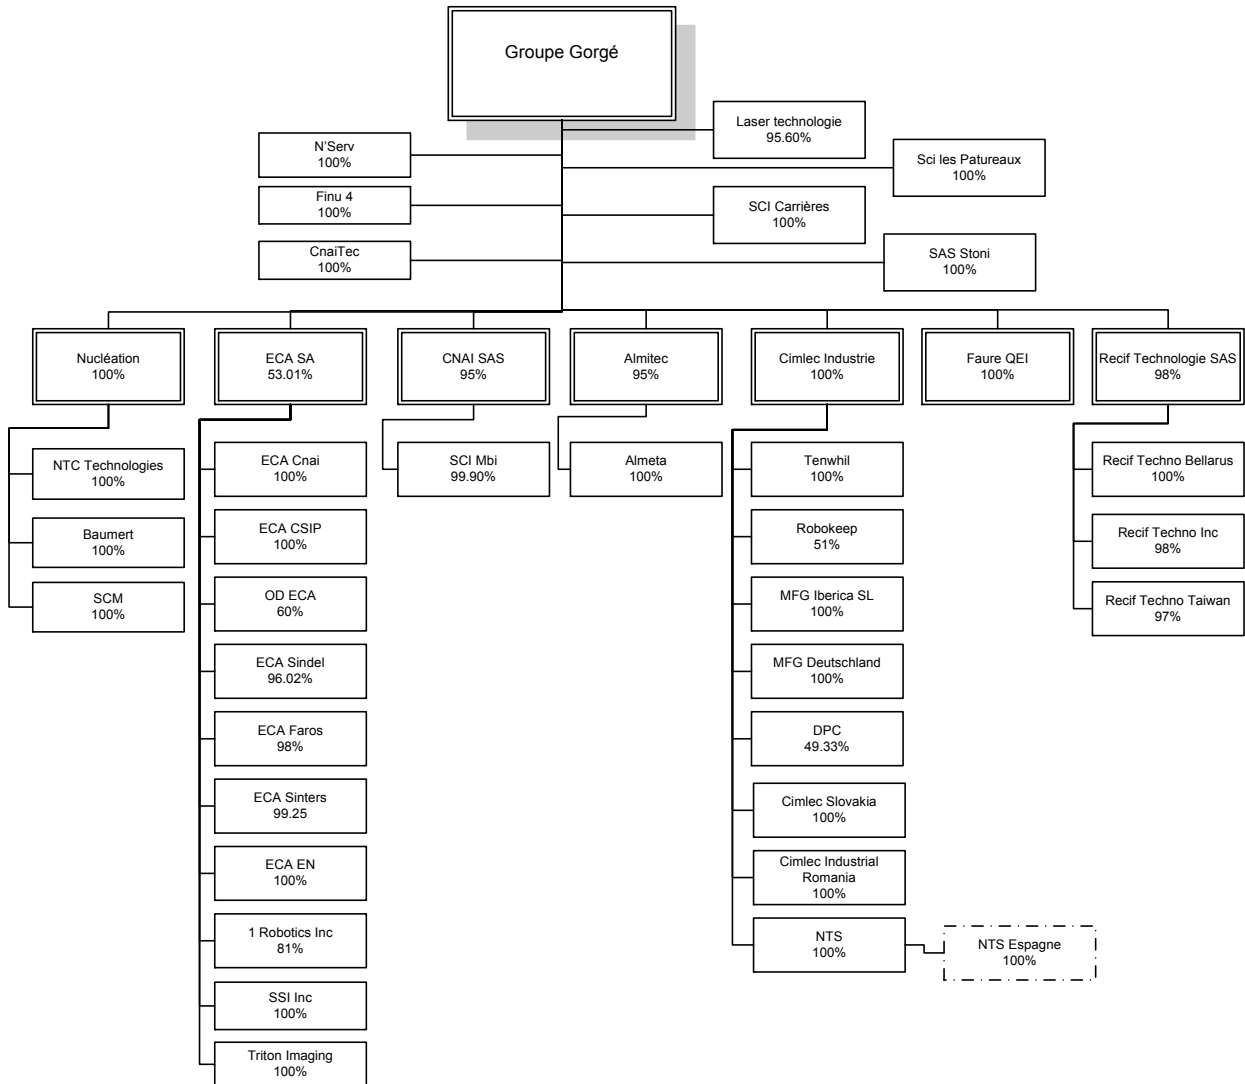 Groupe Gorgé
Laser technologie
95.60%
N'Serv
100%
Sci les Patureaux
100%
Finu 4
100%
SCI Carrières
100%
CnaiTec
100%
SAS Stoni
100%
Nucléation
100%
ECA SA
53.01%
CNAI SAS
95%
Almitec
95%
Cimlec Industrie
100%
Faure QEI
100%
Recif Technologie SAS
98%
NTC Technologies
100%
Baumert
100%
SCM
100%
ECA Cnai
100%
ECA CSIP
100%
OD ECA
60%
ECA Sindel
96.02%
ECA Faros
98%
ECA Sinters
99.25
ECA EN
100%
1 Robotics Inc
81%
SSI Inc
100%
Triton Imaging
100%
SCI Mbi
99.90%
Almeta
100%
Tenwhil
100%
Robokeep
51%
MFG Iberica SL
100%
MFG Deutschland
100%
DPC
49.33%
Cimlec Slovakia
100%
Cimlec Industrial
Romania
100%
NTS
100%
NTS Espagne
100%
Recif Techno Bellarus
100%
Recif Techno Inc
98%
Recif Techno Taiwan
97%